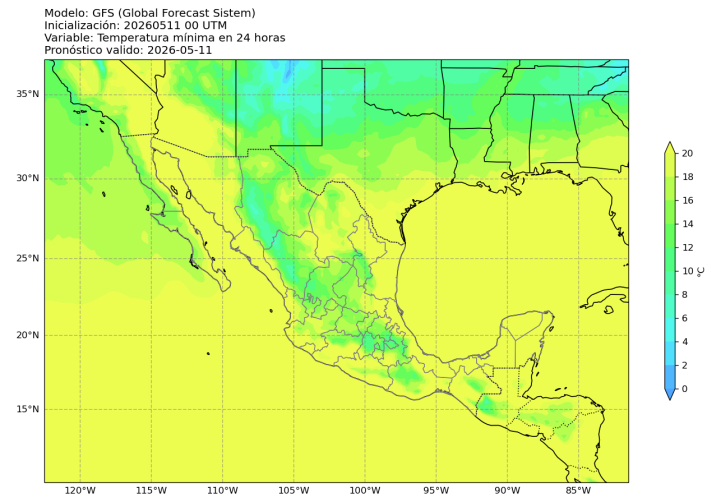 Modelo: GFS (Global Forecast Sistem)
Inicialización: 20260511 00 UTM
Variable: Temperatura mínima en 24 horas
Pronóstico valido: 2026-05-11
35°N
30°N
25°N
20°N
15°N
120°W
115°W
110°W
105°W
100°W
95°W
90°W
85°W
20
18
16
14
12
10
8
6
4
2
0
°C